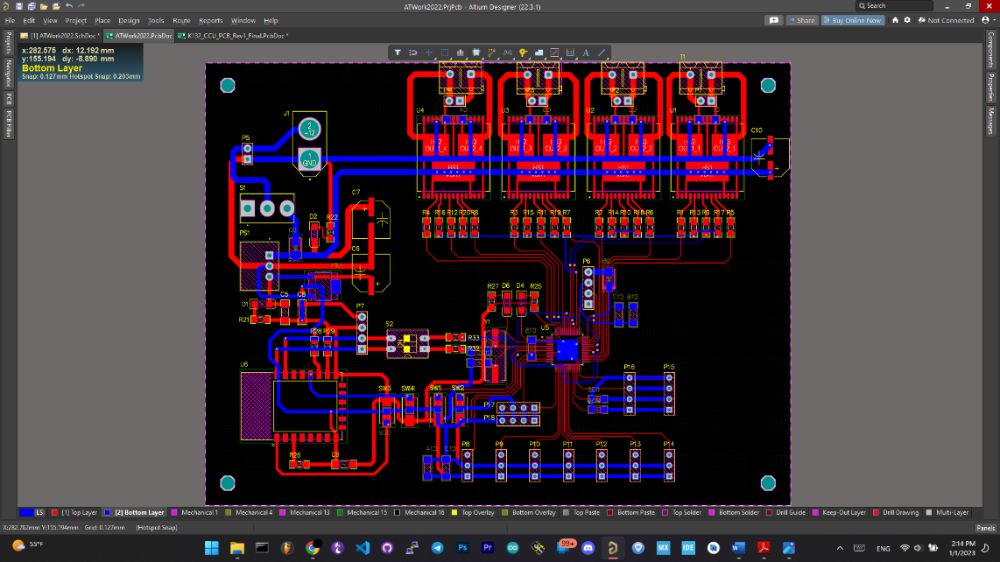 ATWork2022.PrjPcb - Altium Designer (22.3.1)
Search
File Edit View Project Place Design Tools Route Reports Window Help
Share
Buy Online Now
Not Connected
[1] ATWork2022.SchDoc *
ATWork2022.PcbDoc
K132_CCU_PCB_Rev1_Final.PcbDoc *
x:282.575 dx: 12.192 mm
y:155.194 dy: -8.890 mm
Bottom Layer
Snap: 0.127mm Hotspot Snap: 0.203mm
Projects
Navigator
PCB
PCB Filter
Components
Properties
Messages
T1
P3 P2
U4 U3 U2 U1
J1
2
+12
1
GND
P5
C10
HS1 HS1 HS1 HS1
S1
C7
R4 R16 R12 R20 R8
R3 R15 R11 R19 R7
R2 R14 R10 R18 R6
R1 R13 R9 R17 R5
D2 R22
PS1
C6
P6
R27 D6 D4 R25
D1 C5 C8
R21
P7
R28 R29
S2
ON
R33
R32
Y1
U5
U6
P16 P15
SW3 SW4 SW1 SW2
P17
P18
R26 C9
P8 P9 P10 P11 P12 P13 P14
LS [1] Top Layer [2] Bottom Layer Mechanical 1 Mechanical 4 Mechanical 13 Mechanical 15 Mechanical 16 Top Overlay Bottom Overlay Top Paste Bottom Paste Top Solder Bottom Solder Drill Guide Keep-Out Layer Drill Drawing Multi-Layer
X:282.702mm Y:155.194mm Grid: 0.127mm (Hotspot Snap)
Panels
55°F
99+
ENG
2:14 PM
1/1/2023